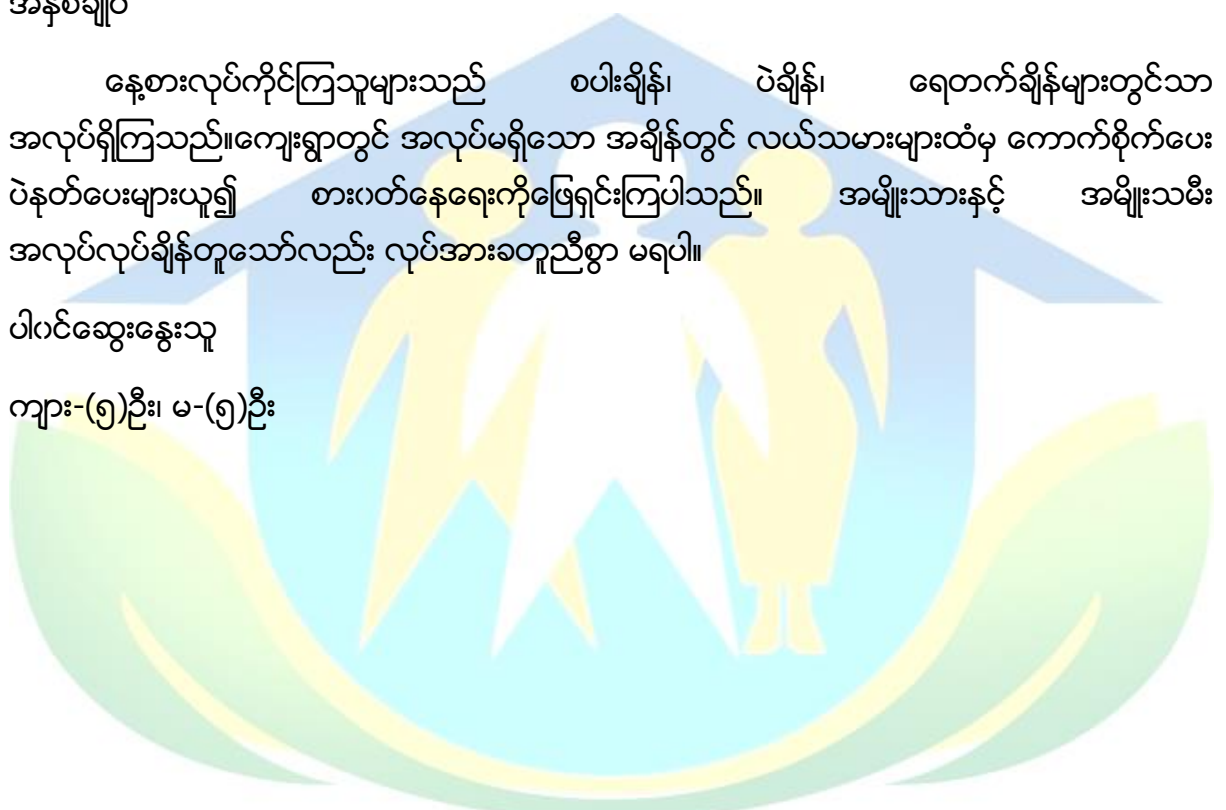 အနှစ်ချုပ်
နေ့စားလုပ်ကိုင်ကြသူများသည် စပါးချိန်၊ ပဲချိန်၊ ရေတက်ချိန်များတွင်သာ
အလုပ်ရှိကြသည်။ကျေးရွာတွင် အလုပ်မရှိသော အချိန်တွင် လယ်သမားများထံမှ ကောက်စိုက်ပေး
ပဲနုတ်ပေးများယူ၍ စားဝတ်နေရေးကိုဖြေရှင်းကြပါသည်။ အမျိုးသားနှင့် အမျိုးသမီး
အလုပ်လုပ်ချိန်တူသော်လည်း လုပ်အားခတူညီစွာ မရပါ။
ပါဝင်ဆွေးနွေးသူ
ကျား-(၅)ဦး၊ မ-(၅)ဦး